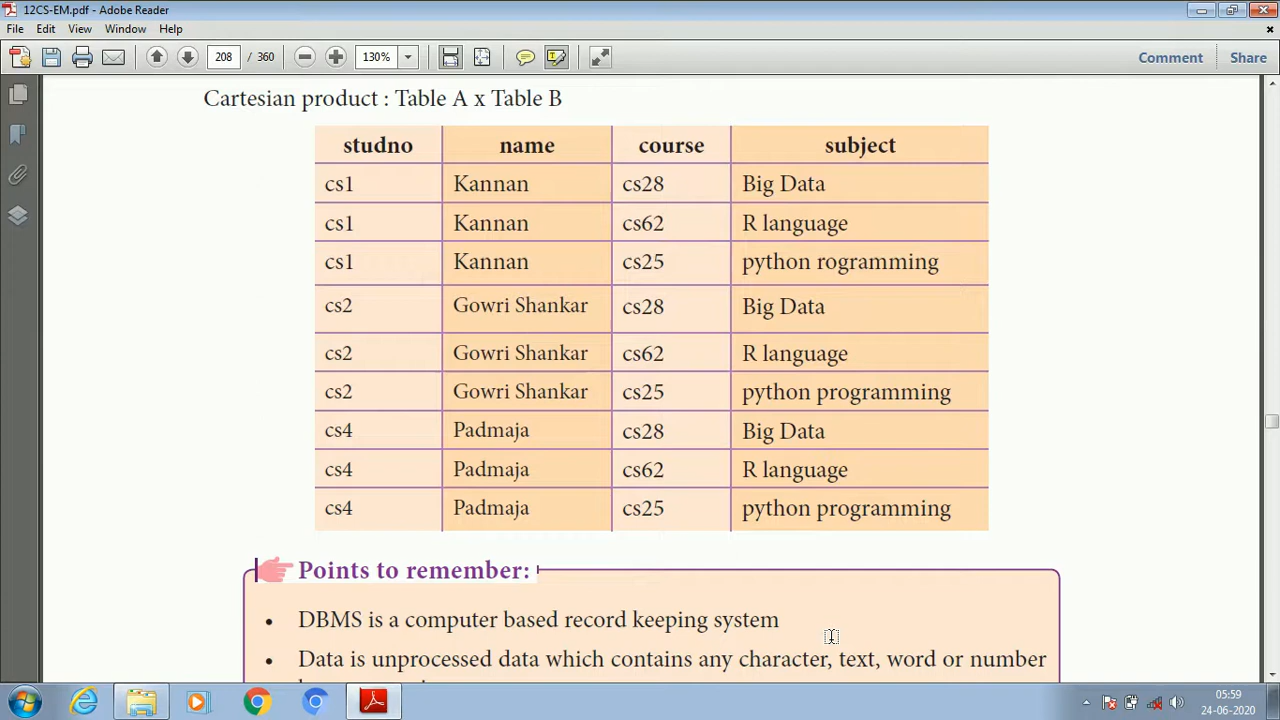 12CS-EM.pdf - Adobe Reader
File Edit View Window Help
208 / 360 130% Comment Share
Cartesian product : Table A x Table B
studno name course subject
cs1 Kannan cs28 Big Data
cs1 Kannan cs62 R language
cs1 Kannan cs25 python rogramming
cs2 Gowri Shankar cs28 Big Data
cs2 Gowri Shankar cs62 R language
cs2 Gowri Shankar cs25 python programming
cs4 Padmaja cs28 Big Data
cs4 Padmaja cs62 R language
cs4 Padmaja cs25 python programming
Points to remember:
• DBMS is a computer based record keeping system
• Data is unprocessed data which contains any character, text, word or number
05:59
24-06-2020